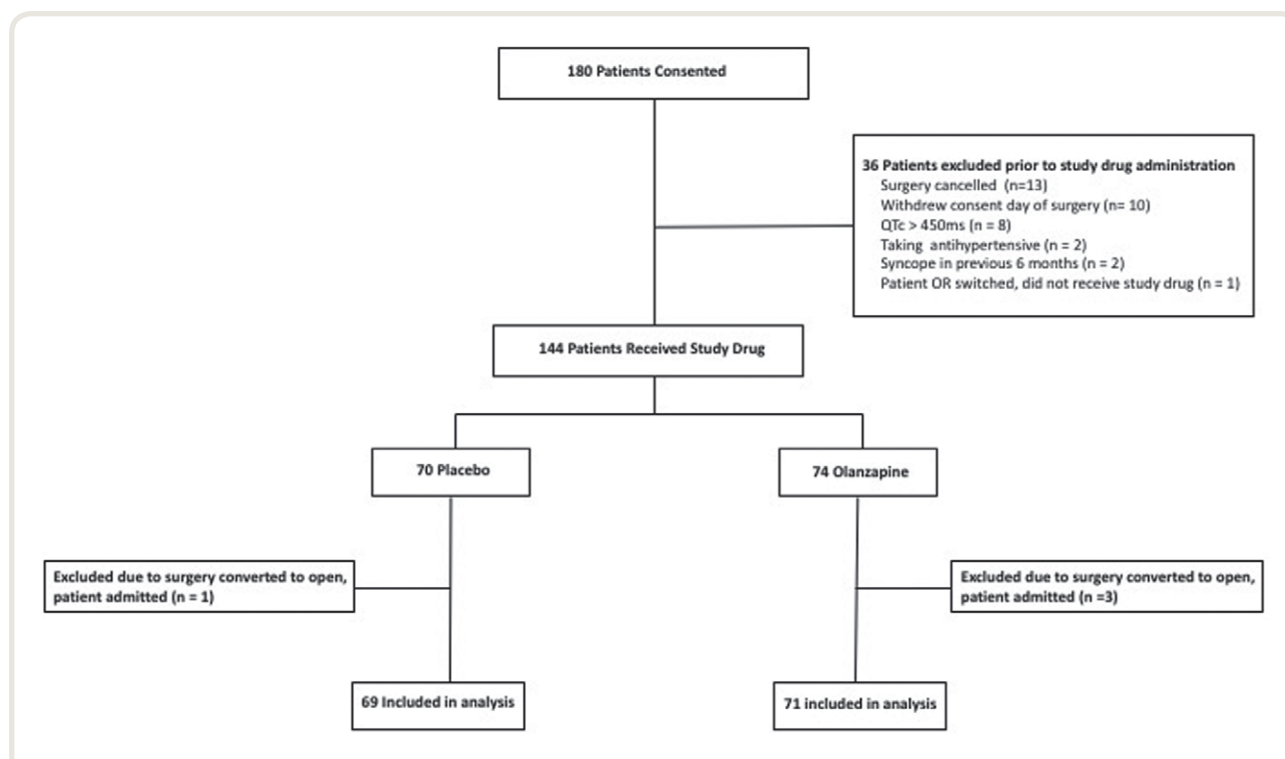 180 Patients Consented
36 Patients excluded prior to study drug administration
Surgery cancelled (n=13)
Withdrew consent day of surgery (n= 10)
QTc > 450ms (n = 8)
Taking antihypertensive (n = 2)
Syncope in previous 6 months (n = 2)
Patient OR switched, did not receive study drug (n = 1)
144 Patients Received Study Drug
70 Placebo
74 Olanzapine
Excluded due to surgery converted to open,
patient admitted (n = 1)
Excluded due to surgery converted to open,
patient admitted (n =3)
69 Included in analysis
71 included in analysis